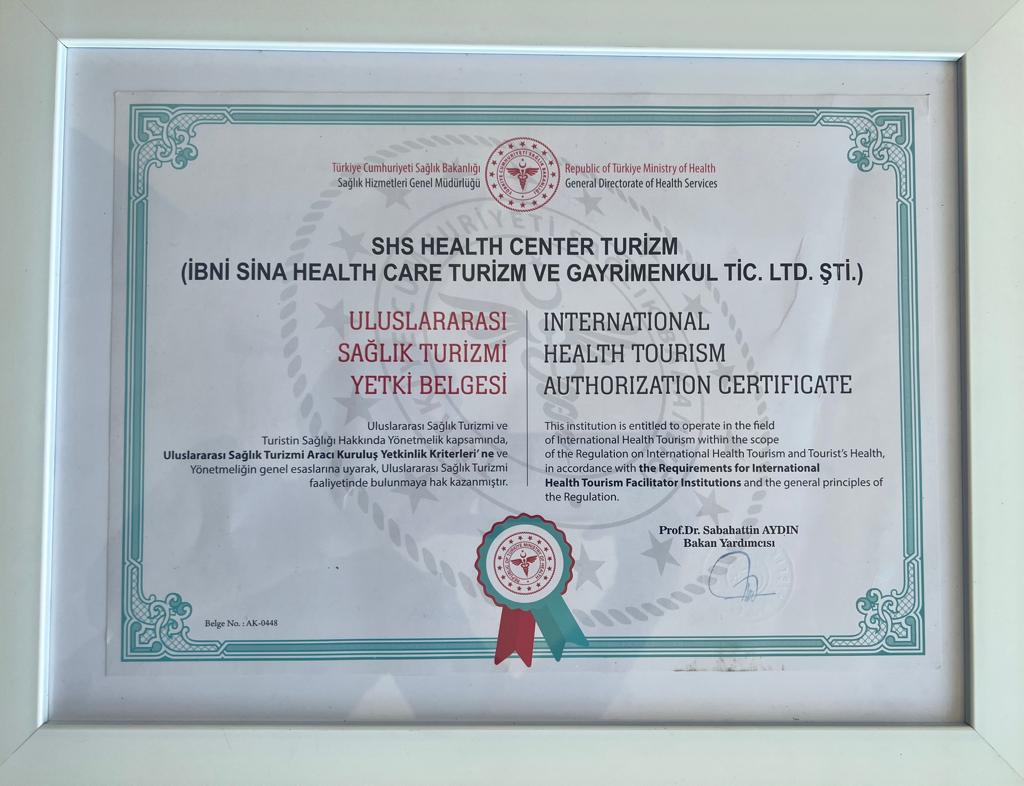 Türkiye Cumhuriyeti Sağlık Bakanlığı
Sağlık Hizmetleri Genel Müdürlüğü
Republic of Türkiye Ministry of Health
General Directorate of Health Services
SHS HEALTH CENTER TURİZM
(İBNİ SİNA HEALTH CARE TURİZM VE GAYRİMENKUL TİC. LTD. ŞTİ.)
ULUSLARARASI
SAĞLIK TURİZMİ
YETKİ BELGESİ
INTERNATIONAL
HEALTH TOURISM
AUTHORIZATION CERTIFICATE
Uluslararası Sağlık Turizmi ve
Turistin Sağlığı Hakkında Yönetmelik kapsamında,
Uluslararası Sağlık Turizmi Aracı Kuruluş Yetkinlik Kriterleri’ne ve
Yönetmeliğin genel esaslarına uyarak, Uluslararası Sağlık Turizmi
faaliyetinde bulunmaya hak kazanmıştır.
This institution is entitled to operate in the field
of International Health Tourism within the scope
of the Regulation on International Health Tourism and Tourist's Health,
in accordance with the Requirements for International
Health Tourism Facilitator Institutions and the general principles of
the Regulation.
Prof.Dr. Sabahattin AYDIN
Bakan Yardımcısı
Belge No. : AK-0448